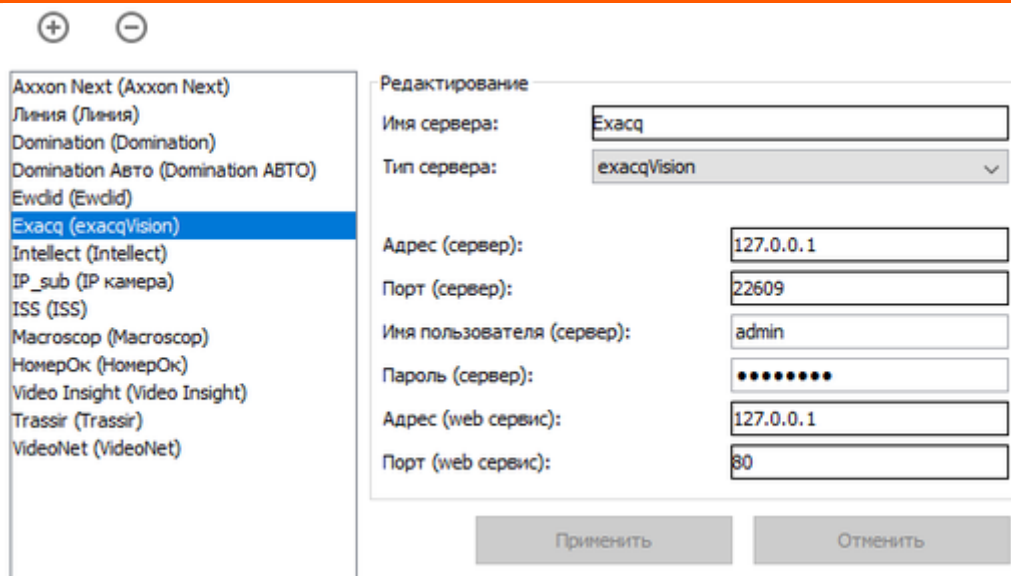 Axxon Next (Axxon Next)
Линия (Линия)
Domination (Domination)
Domination Авто (Domination АВТО)
Ewclid (Ewclid)
Exacq (exacqVision)
Intellect (Intellect)
IP_sub (IP камера)
ISS (ISS)
Macroscop (Macroscop)
НомерОк (НомерОк)
Video Insight (Video Insight)
Trassir (Trassir)
VideoNet (VideoNet)
Редактирование
Имя сервера: Exacq
Тип сервера: exacqVision
Адрес (сервер): 127.0.0.1
Порт (сервер): 22609
Имя пользователя (сервер): admin
Пароль (сервер): ●●●●●●●●
Адрес (web сервис): 127.0.0.1
Порт (web сервис): 80
Применить Отменить